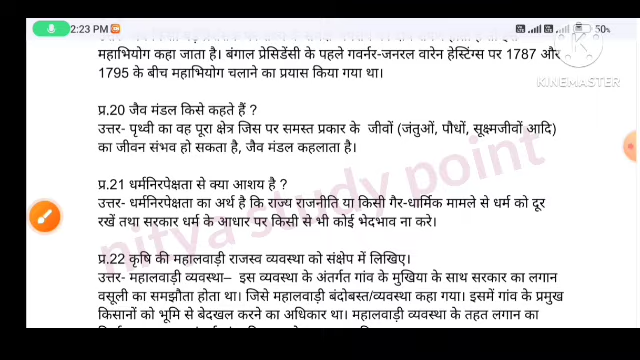 2:23 PM
50%
KINEMASTER
महाभियोग कहा जाता है। बंगाल प्रेसिडेंसी के पहले गवर्नर-जनरल वारेन हेस्टिंग्स पर 1787 और
1795 के बीच महाभियोग चलाने का प्रयास किया गया था।
प्र.20 जैव मंडल किसे कहते हैं ?
उत्तर- पृथ्वी का वह पूरा क्षेत्र जिस पर समस्त प्रकार के जीवों (जंतुओं, पौधों, सूक्ष्मजीवों आदि)
का जीवन संभव हो सकता है, जैव मंडल कहलाता है।
प्र.21 धर्मनिरपेक्षता से क्या आशय है ?
उत्तर- धर्मनिरपेक्षता का अर्थ है कि राज्य राजनीति या किसी गैर-धार्मिक मामले से धर्म को दूर
रखें तथा सरकार धर्म के आधार पर किसी से भी कोई भेदभाव ना करे।
प्र.22 कृषि की महालवाड़ी राजस्व व्यवस्था को संक्षेप में लिखिए।
उत्तर- महालवाड़ी व्यवस्था– इस व्यवस्था के अंतर्गत गांव के मुखिया के साथ सरकार का लगान
वसूली का समझौता होता था। जिसे महालवाड़ी बंदोबस्त/व्यवस्था कहा गया। इसमें गांव के प्रमुख
किसानों को भूमि से बेदखल करने का अधिकार था। महालवाड़ी व्यवस्था के तहत लगान का
nitya study point